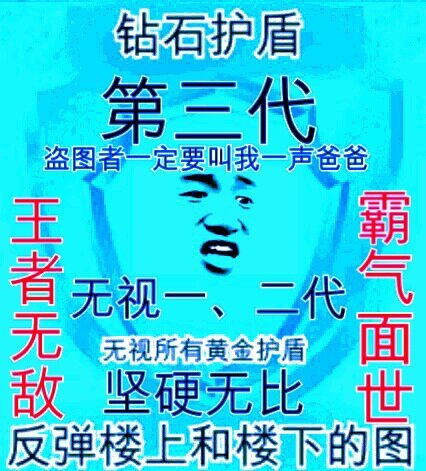 钻石护盾
第三代
盗图者一定要叫我一声爸爸
王者无敌
霸气面世
无视一、二代
无视所有黄金护盾
坚硬无比
反弹楼上和楼下的图